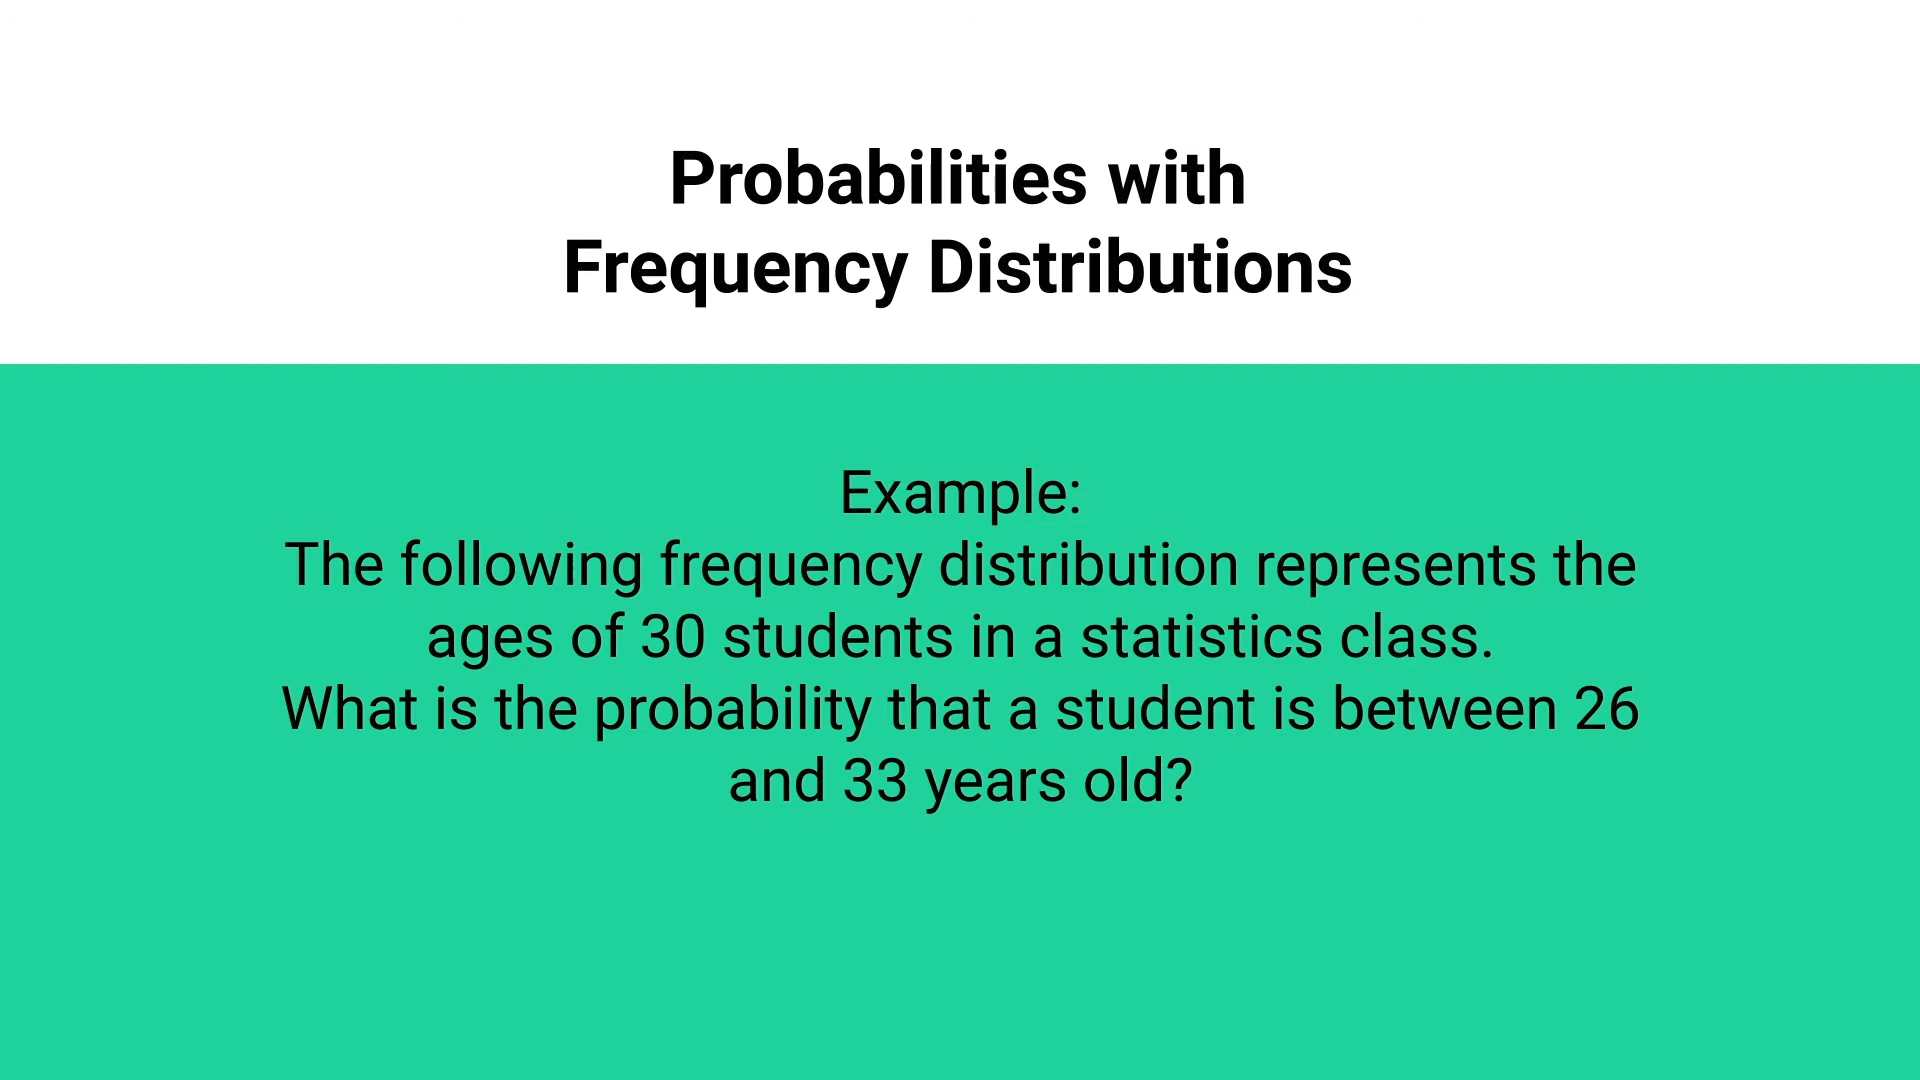 Probabilities with
Frequency Distributions
Example:
The following frequency distribution represents the
ages of 30 students in a statistics class.
What is the probability that a student is between 26
and 33 years old?